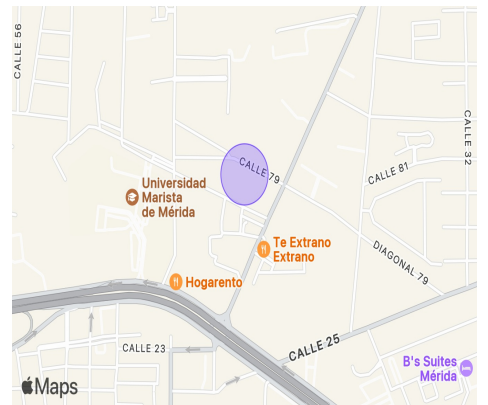 CALLE 56
CALLE 32
CALLE 79
CALLE 81
Universidad
Marista
de Mérida
Te Extrano
Extrano
DIAGONAL 79
Hogarento
CALLE 23
CALLE 25
B's Suites
Mérida
Maps